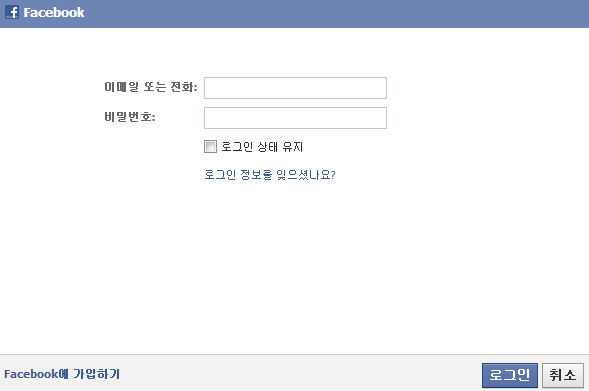 Facebook
이메일 또는 전화:
비밀번호:
로그인 상태 유지
로그인 정보를 잊으셨나요?
Facebook에 가입하기
로그인 취소